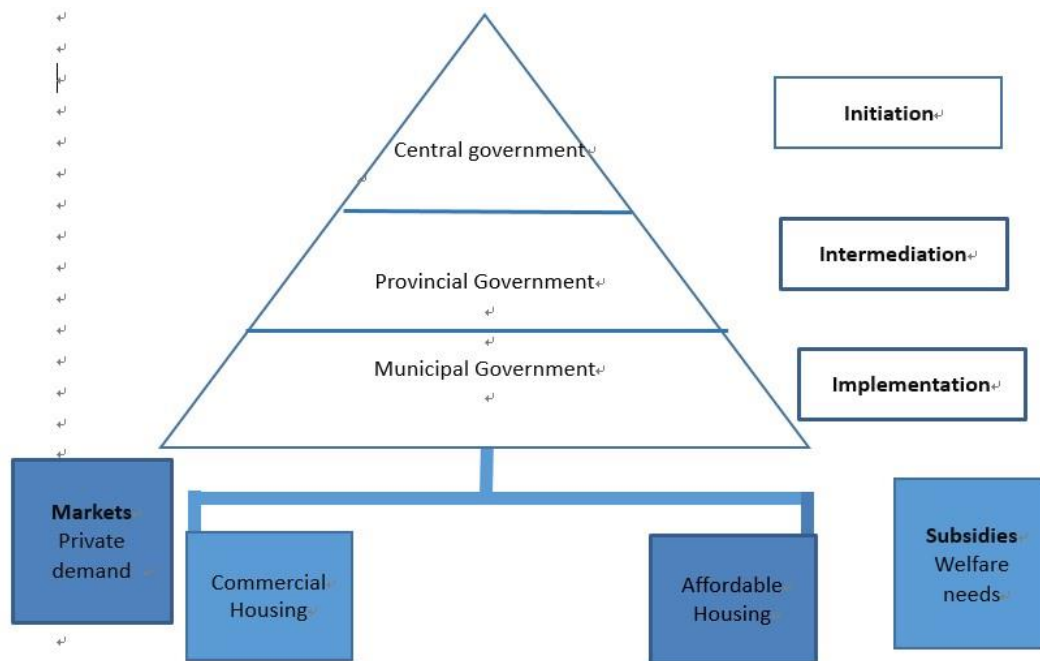 Central government
Initiation
Provincial Government
Intermediation
Municipal Government
Implementation
Markets
Private
demand
Commercial
Housing
Affordable
Housing
Subsidies
Welfare
needs